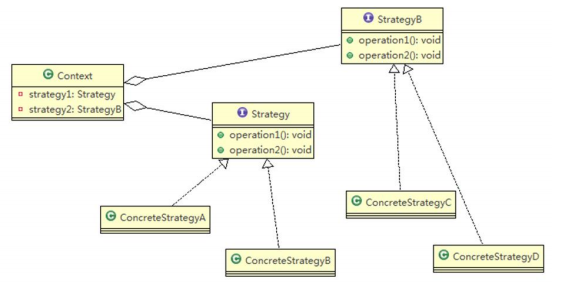 StrategyB
operation1(): void
operation2(): void
Context
strategy1: Strategy
strategy2: StrategyB
Strategy
operation1(): void
operation2(): void
ConcreteStrategyA
ConcreteStrategyB
ConcreteStrategyC
ConcreteStrategyD